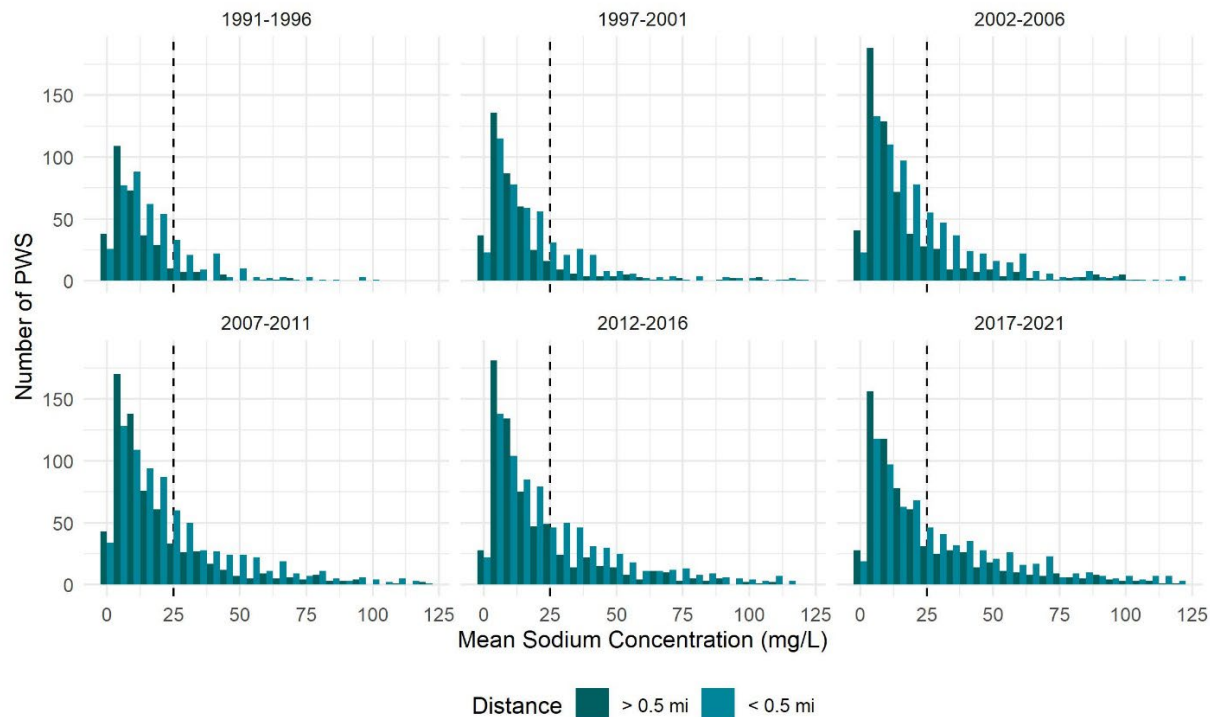 1991-1996 1997-2001 2002-2006
150
100
50
0
2007-2011 2012-2016 2017-2021
150
100
50
0
0 25 50 75 100 125 0 25 50 75 100 125 0 25 50 75 100 125
Number of PWS
Mean Sodium Concentration (mg/L)
Distance > 0.5 mi < 0.5 mi